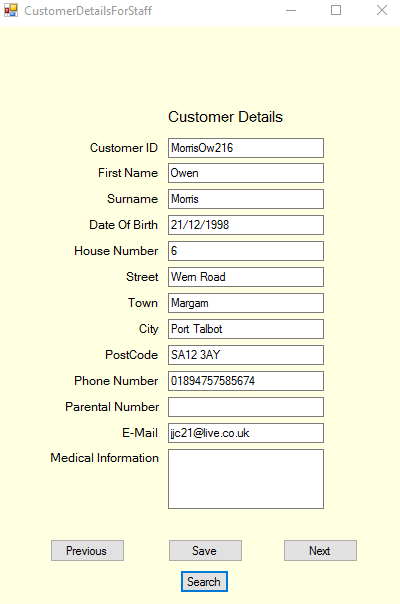 CustomerDetailsForStaff
Customer Details
Customer ID MorrisOw216
First Name Owen
Surname Morris
Date Of Birth 21/12/1998
House Number 6
Street Wern Road
Town Margam
City Port Talbot
PostCode SA12 3AY
Phone Number 01894757585674
Parental Number
E-Mail jjc21@live.co.uk
Medical Information
Previous Save Next
Search